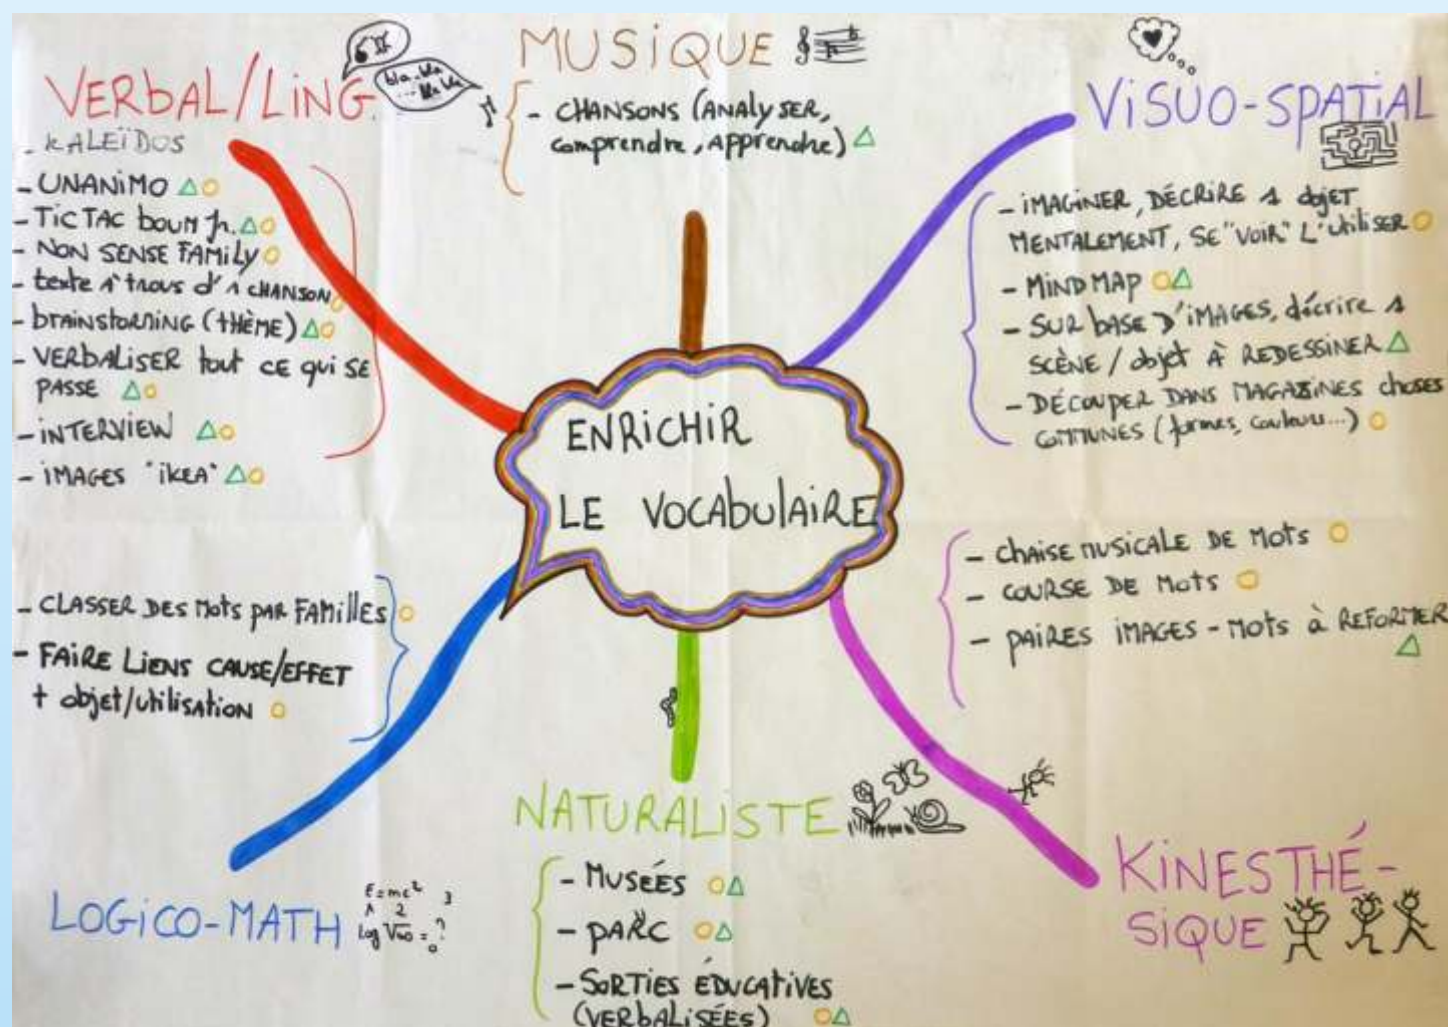 VERBAL/LING.
bla-bla
... bla bla
- KALEÏDOS
- UNANIMO
- TIC TAC boum Jr.
- NON SENSE FAMILY
- texte à trous d'1 CHANSON
- brAINSTORMING (tHÈME)
- VERBALISER tout CE qui SE
PASSE
- INTERVIEW
- IMAGES "iKEA"
MUSIQUE
- CHANSONS (ANALYSER,
comprendre, apprendre)
VISUO-SPATIAL
- IMAGINER, DÉCRIRE 1 objet
MENTALEMENT, SE "VOIR" L'utiliser
- MIND MAP
- SUR bASE D'IMAGES, décrire 1
SCÈNE / objet À REDESSINER
- DÉCOUPER DANS MAGAZINES choses
COMMUNES (formes, couleurs...)
ENRICHIR
LE VOCABULAIRE
- CLASSER DES MOTS PAR FAMILLES
- FAIRE LIENS CAUSE/EFFET
+ objet/utilisation
LOGICO-MATH
E=mc²
- CHAISE MUSICALE DE MOTS
- COURSE DE MOTS
- PAIRES IMAGES - MOTS à REFORMER
KINESTHÉ-
SIQUE
NATURALISTE
- MUSÉES
- PARC
- SORTIES ÉDUCATIVES
(VERBALISÉES)